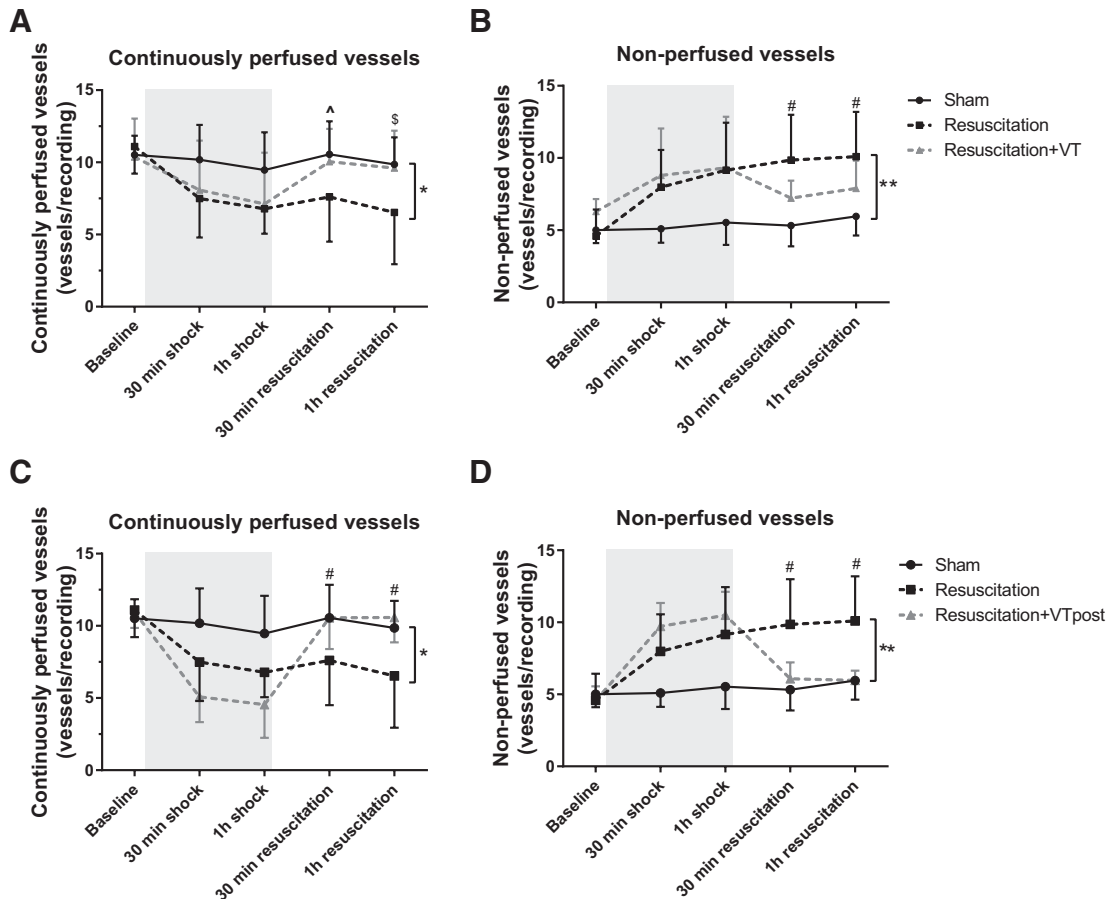 A
Continuously perfused vessels
Continuously perfused vessels
(vessels/recording)
15
10
5
0
^
$
*
Baseline
30 min shock
1h shock
30 min resuscitation
1h resuscitation
B
Non-perfused vessels
Non-perfused vessels
(vessels/recording)
15
10
5
0
#
#
**
Baseline
30 min shock
1h shock
30 min resuscitation
1h resuscitation
Sham
Resuscitation
Resuscitation+VT
C
Continuously perfused vessels
Continuously perfused vessels
(vessels/recording)
15
10
5
0
#
#
*
Baseline
30 min shock
1h shock
30 min resuscitation
1h resuscitation
D
Non-perfused vessels
Non-perfused vessels
(vessels/recording)
15
10
5
0
#
#
**
Baseline
30 min shock
1h shock
30 min resuscitation
1h resuscitation
Sham
Resuscitation
Resuscitation+VTpost